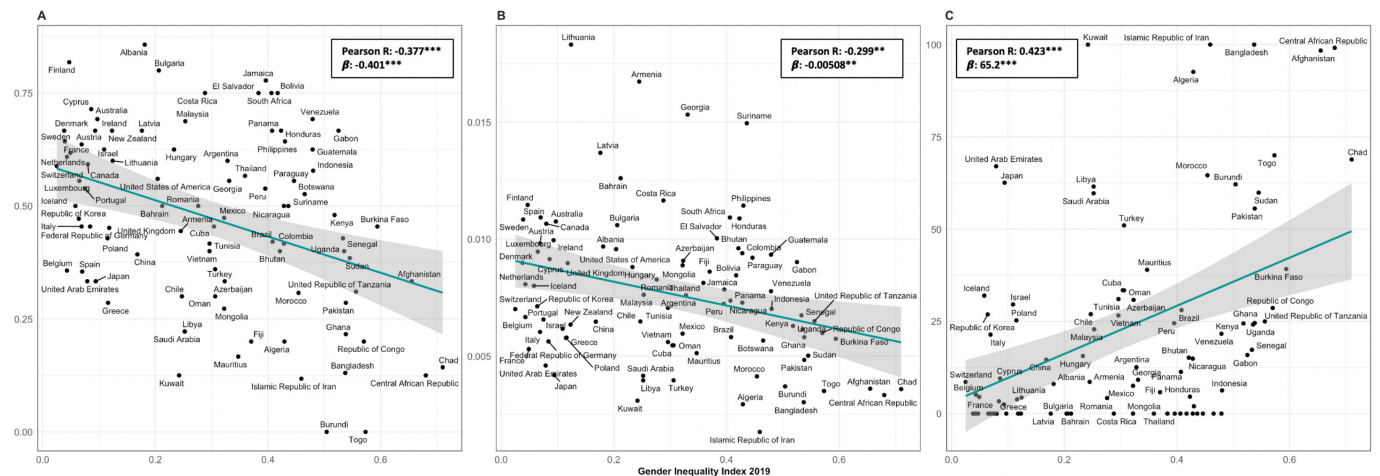 A
B
C
Pearson R: -0.377***
β: -0.401***
Albania
Finland
Bulgaria
Jamaica
El Salvador
Bolivia
Costa Rica
South Africa
0.75
Cyprus
Australia
Malaysia
Venezuela
Denmark
Ireland
Latvia
Panama
Gabon
Sweden
Austria
New Zealand
Honduras
France
Israel
Hungary
Philippines
Guatemala
Lithuania
Argentina
Indonesia
Netherlands
Canada
Thailand
Switzerland
United States of America
Vietnam
Luxembourg
Portugal
Georgia
Peru
Botswana
Suriname
0.50
Iceland
Bahrain
Romania
Mexico
Nicaragua
Republic of Korea
Kenya
Burkina Faso
Italy
United Kingdom
Armenia
Federal Republic of Germany
Cuba
Brazil
Colombia
Senegal
Poland
Tunisia
Bhutan
Uganda
China
Vietnam
Sudan
Belgium
Spain
Turkey
Afghanistan
United Arab Emirates
Japan
Chile
Azerbaijan
United Republic of Tanzania
Greece
Oman
Morocco
Pakistan
0.25
Mongolia
Libya
Fiji
Ghana
Saudi Arabia
Algeria
Republic of Congo
Mauritius
Bangladesh
Chad
Kuwait
Islamic Republic of Iran
Central African Republic
0.00
Burundi
Togo
0.0
0.2
0.4
0.6
Pearson R: -0.299**
β: -0.00508**
Lithuania
Armenia
0.015
Georgia
Suriname
Latvia
Bahrain
Finland
Costa Rica
Philippines
Spain
Australia
Bulgaria
South Africa
Honduras
Canada
Austria
El Salvador
0.010
Luxembourg
Ireland
Albania
Azerbaijan
Bhutan
Colombia
Guatemala
Denmark
United States of America
Fiji
Paraguay
Gabon
Cyprus
United Kingdom
Hungary
Mongolia
Bolivia
Netherlands
Iceland
Romania
Thailand
Jamaica
Venezuela
Switzerland
Republic of Korea
Malaysia
Argentina
Panama
Indonesia
Peru
Nicaragua
United Republic of Tanzania
Portugal
New Zealand
Chile
Senegal
Belgium
Israel
China
Tunisia
Kenya
Uganda
Republic of Congo
Greece
Vietnam
Mexico
Brazil
Botswana
Ghana
Burkina Faso
0.005
France
Federal Republic of Germany
Cuba
Oman
Mauritius
Sudan
Pakistan
United Arab Emirates
Poland
Saudi Arabia
Morocco
Japan
Libya
Turkey
Burundi
Togo
Afghanistan
Chad
Kuwait
Algeria
Bangladesh
Central African Republic
Islamic Republic of Iran
0.0
0.2
0.4
0.6
Gender Inequality Index 2019
Pearson R: 0.423***
β: 65.2***
100
Kuwait
Islamic Republic of Iran
Bangladesh
Central African Republic
Afghanistan
Algeria
75
United Arab Emirates
Togo
Chad
Morocco
Japan
Libya
Burundi
Sudan
Saudi Arabia
Pakistan
50
Turkey
Mauritius
Burkina Faso
Iceland
Israel
Cuba
Oman
Poland
Tunisia
Azerbaijan
Republic of Congo
25
Republic of Korea
Chile
Vietnam
Brazil
Ghana
United Republic of Tanzania
Italy
Malaysia
Kenya
Uganda
Senegal
China
Hungary
Bhutan
Burundi
Switzerland
Cyprus
Argentina
Nicaragua
Belgium
Albania
Armenia
Georgia
Panama
Lithuania
Mexico
Fiji
Indonesia
France
Greece
Honduras
0
Latvia
Bulgaria
Bahrain
Romania
Costa Rica
Mongolia
Thailand
0.0
0.2
0.4
0.6